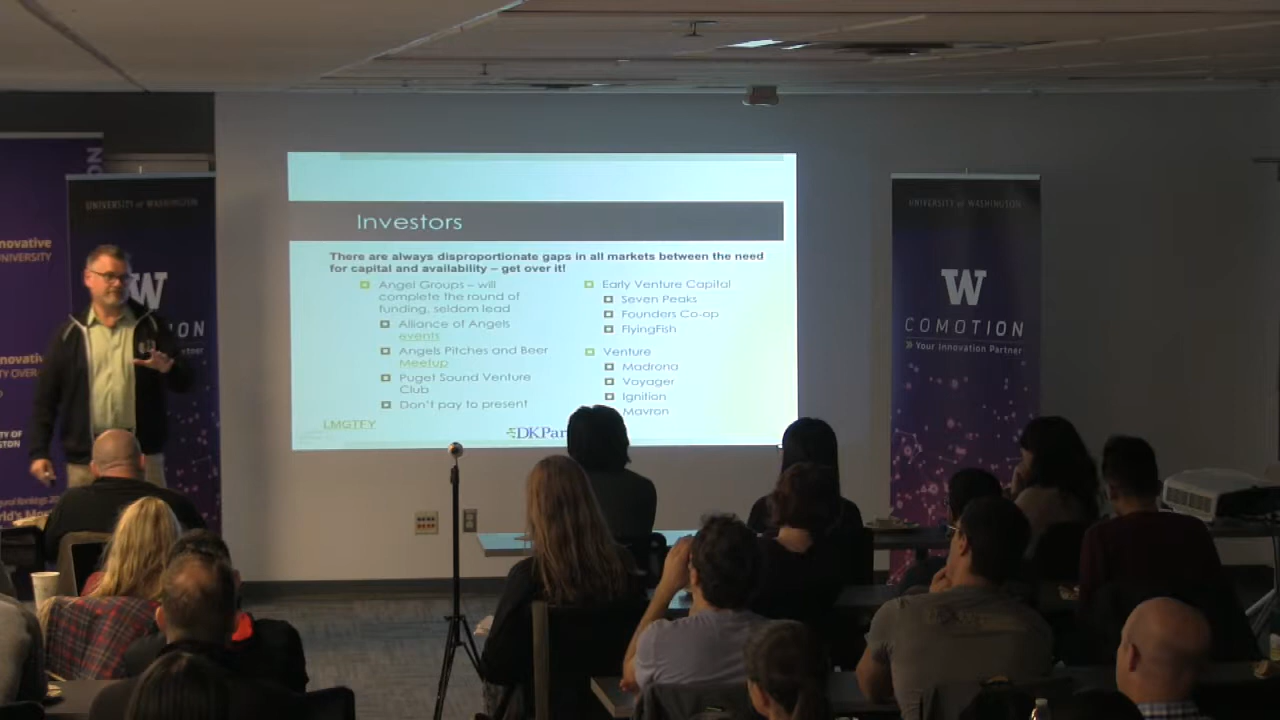 Investors
There are always disproportionate gaps in all markets between the need
for capital and availability – get over it!
Angel Groups – will
complete the round of
funding, seldom lead
Alliance of Angels
events
Angels Pitches and Beer
Meetup
Puget Sound Venture
Club
Don't pay to present
Early Venture Capital
Seven Peaks
Founders Co-op
FlyingFish
Venture
Madrona
Voyager
Ignition
Mavron
LMGTFY
DKPar
UNIVERSITY of WASHINGTON
W
COMOTION
Your Innovation Partner
UNIVERSITY of WASHINGTON
W
novative
UNIVERSITY